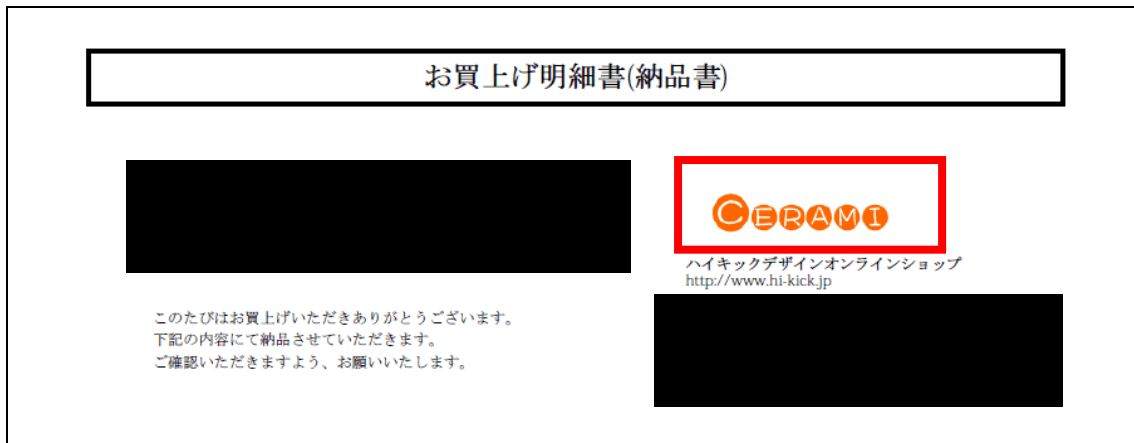 お買上げ明細書(納品書)
CERAMI
ハイキックデザインオンラインショップ
http://www.hi-kick.jp
このたびはお買上げいただきありがとうございます。
下記の内容にて納品させていただきます。
ご確認いただきますよう、お願いいたします。